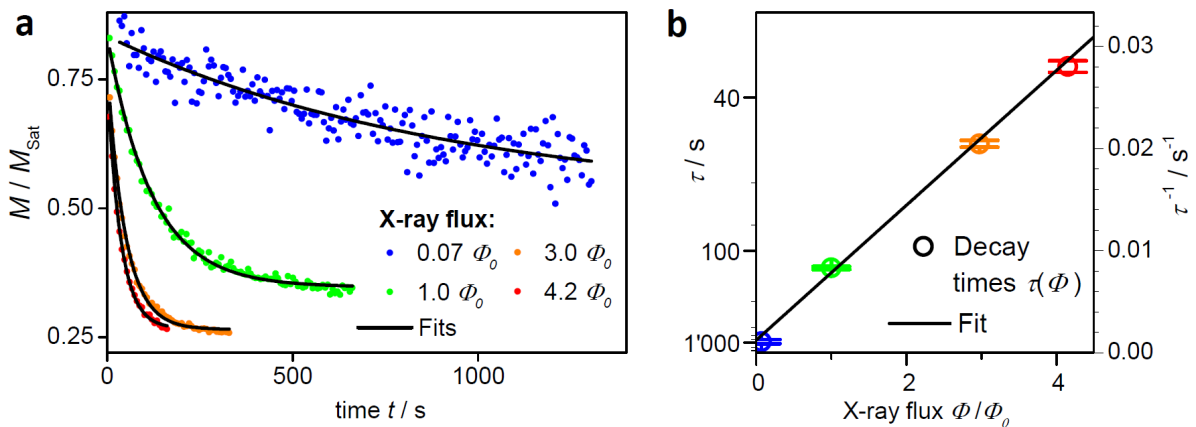 a
M / M_Sat
0.75
0.50
0.25
0
500
1000
time t / s
X-ray flux:
0.07 Φ₀
3.0 Φ₀
1.0 Φ₀
4.2 Φ₀
Fits
b
τ / s
40
100
1'000
0
2
4
X-ray flux Φ/Φ₀
Decay
times τ(Φ)
Fit
0.03
0.02
0.01
0.00
τ⁻¹ / s⁻¹